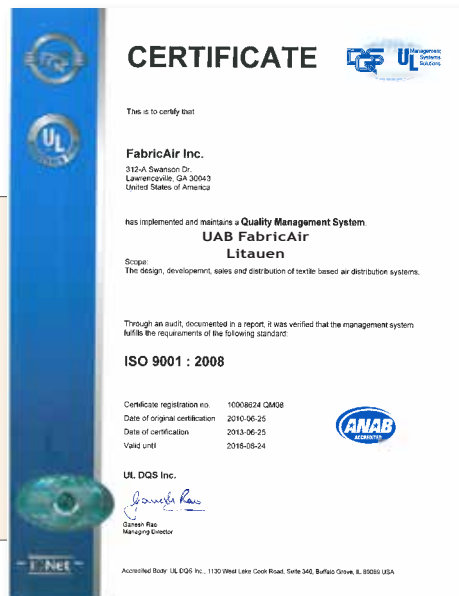 DQS
UL
CERTIFICATE
DQS UL Management Systems Solutions
This is to certify that
FabricAir Inc.
312-A Swanson Dr.
Lawrenceville, GA 30043
United States of America
has implemented and maintains a Quality Management System.
UAB FabricAir
Litauen
Scope:
The design, developemnt, sales and distribution of textile based air distribution systems.
Through an audit, documented in a report, it was verified that the management system
fulfills the requirements of the following standard:
ISO 9001 : 2008
Certificate registration no. 10008624 QM08
Date of original certification 2010-06-25
Date of certification 2013-06-25
Valid until 2016-06-24
ANAB
ACCREDITED
UL DQS Inc.
Ganesh Rao
Ganesh Rao
Managing Director
IQNet
Accredited Body: UL DQS Inc., 1130 West Lake Cook Road, Suite 340, Buffalo Grove, IL 60089 USA